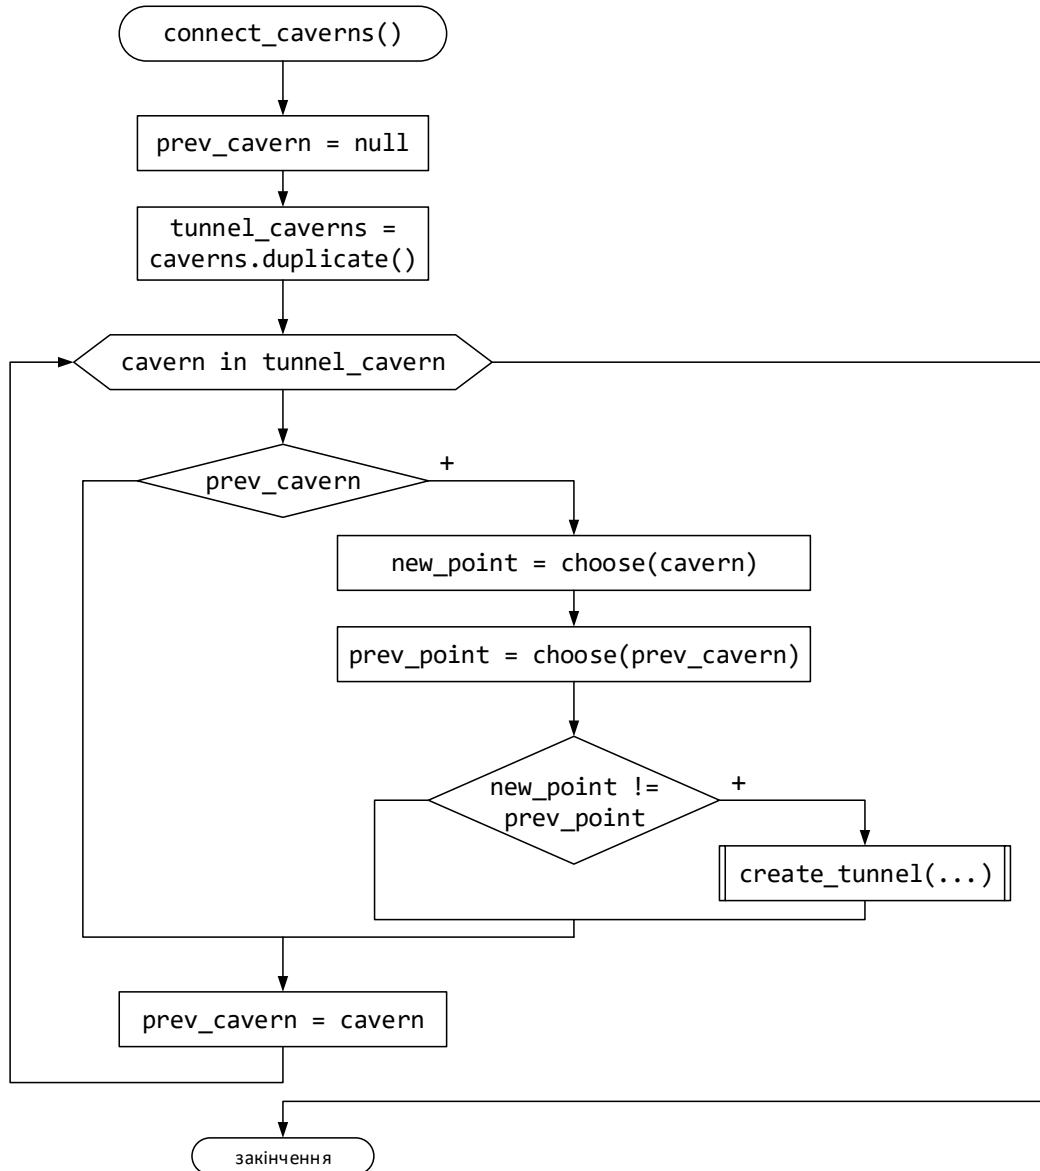 connect_caverns()
prev_cavern = null
tunnel_caverns =
caverns.duplicate()
cavern in tunnel_cavern
prev_cavern
+
new_point = choose(cavern)
prev_point = choose(prev_cavern)
new_point !=
prev_point
+
create_tunnel(...)
prev_cavern = cavern
закінчення